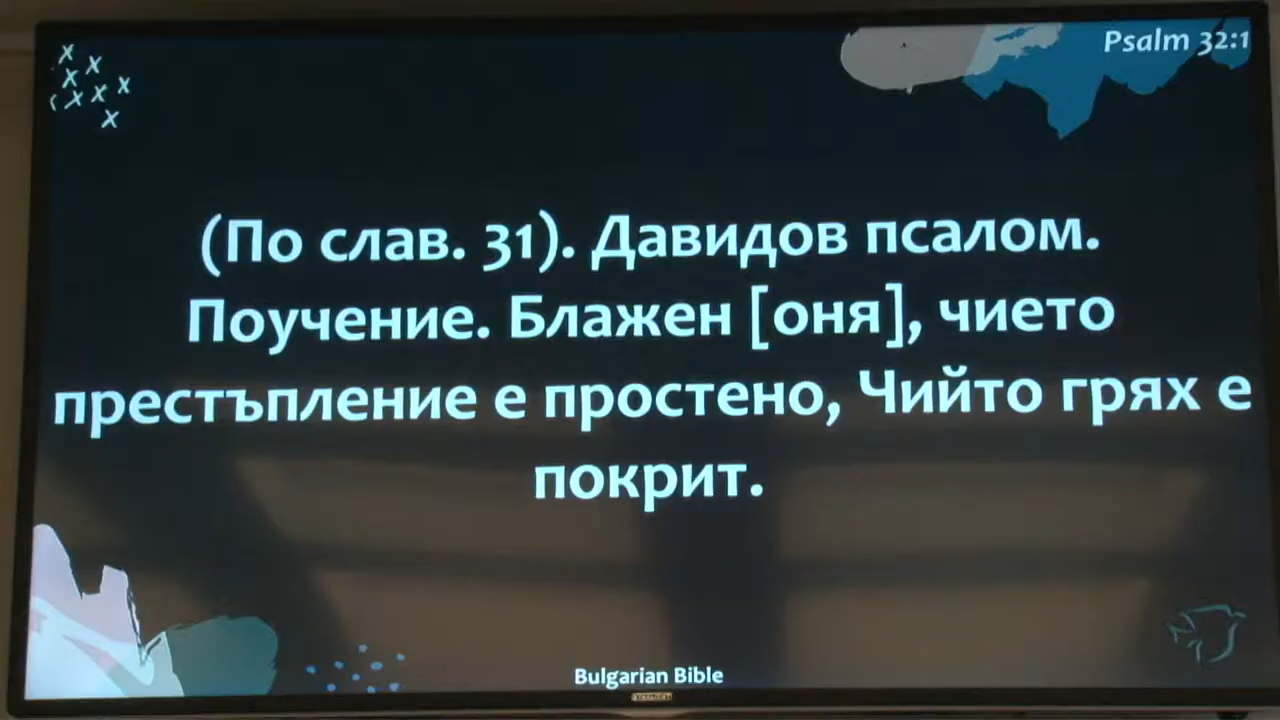 Psalm 32:1
(По слав. 31). Давидов псалом.
Поучение. Блажен [оня], чието
престъпление е простено, Чийто грях е
покрит.
Bulgarian Bible